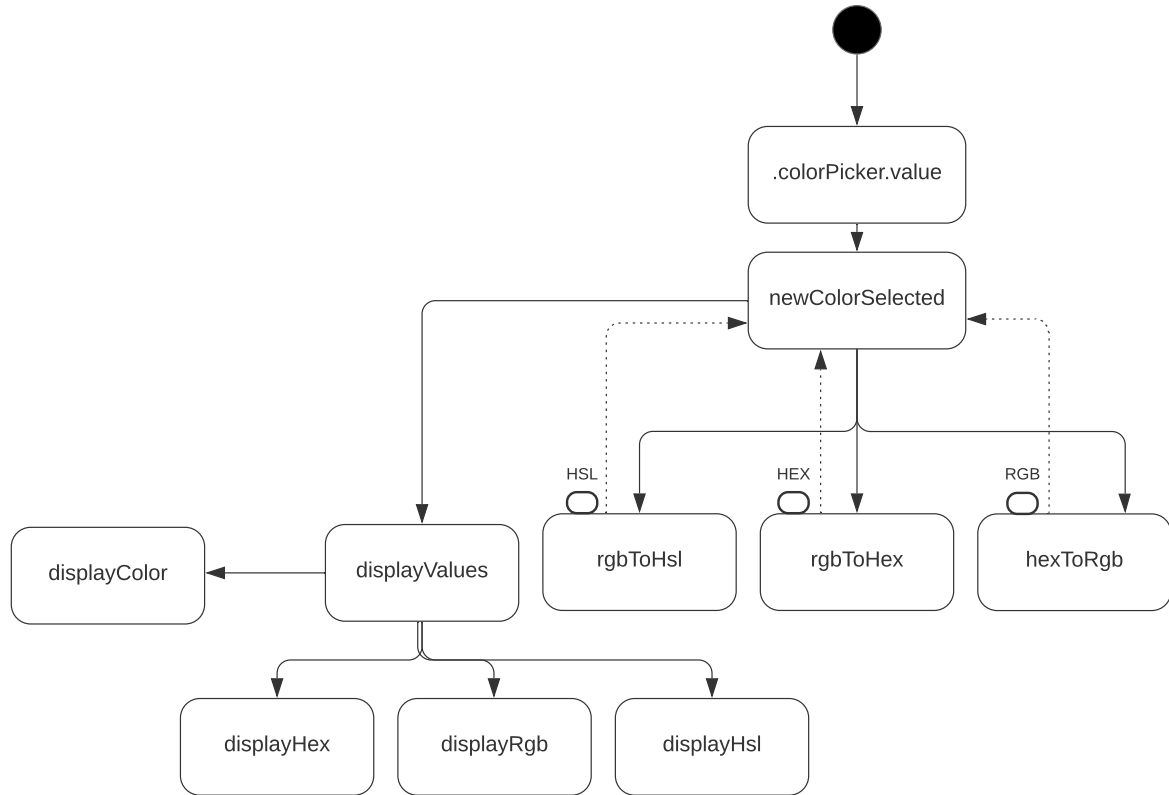 .colorPicker.value
newColorSelected
HSL
HEX
RGB
rgbToHsl
rgbToHex
hexToRgb
displayColor
displayValues
displayHex
displayRgb
displayHsl